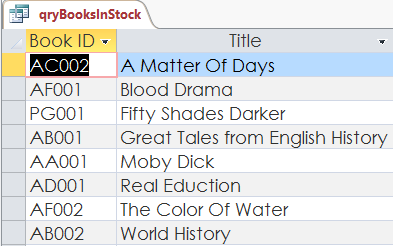 qryBooksInStock
Book ID Title
AC002 A Matter Of Days
AF001 Blood Drama
PG001 Fifty Shades Darker
AB001 Great Tales from English History
AA001 Moby Dick
AD001 Real Eduction
AF002 The Color Of Water
AB002 World History